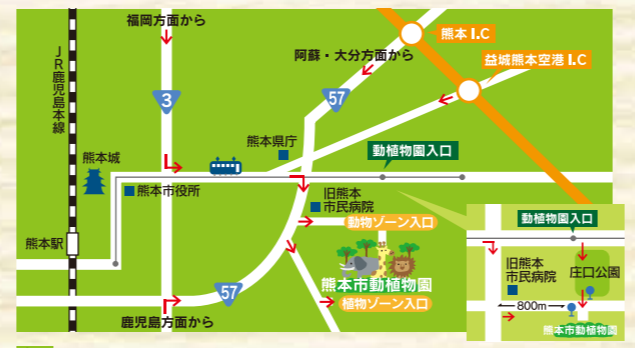 福岡方面から
熊本 I.C
阿蘇・大分方面から
益城熊本空港 I.C
JR鹿児島本線
3
57
熊本県庁
動植物園入口
熊本城
熊本市役所
旧熊本
市民病院
動物ゾーン入口
熊本駅
熊本市動植物園
植物ゾーン入口
57
鹿児島方面から
動植物園入口
旧熊本
市民病院
庄口公園
800m
熊本市動植物園